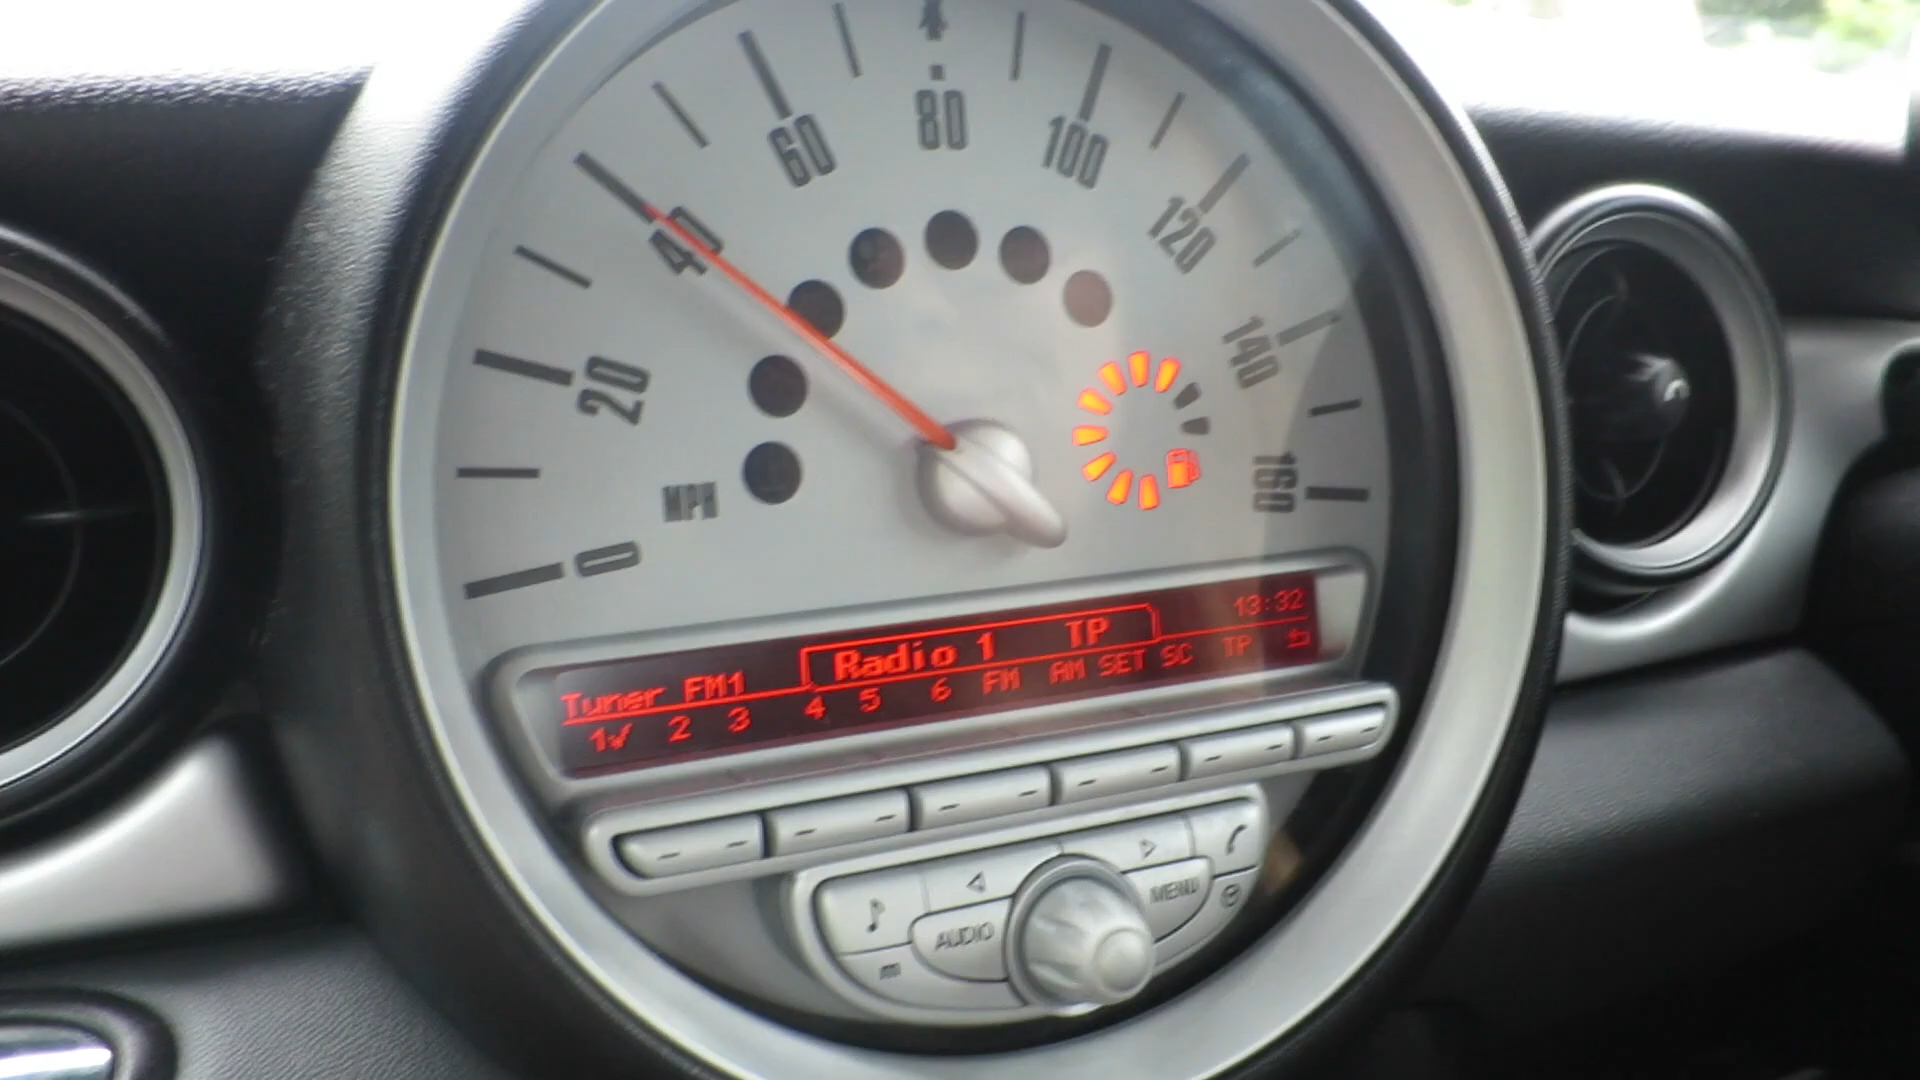 80
60
100
40
120
20
140
MPH
160
0
13:32
Radio 1 TP
Tuner FM1
1✓ 2 3 4 5 6 FM AM SET SC TP
AUDIO
MENU
m